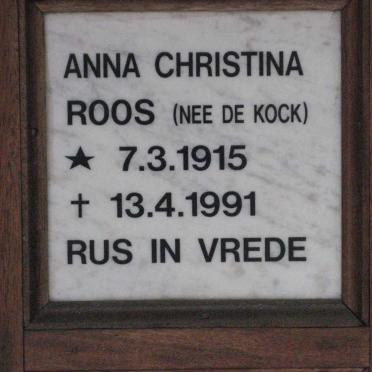 ANNA CHRISTINA
ROOS (NEE DE KOCK)
★ 7.3.1915
† 13.4.1991
RUS IN VREDE